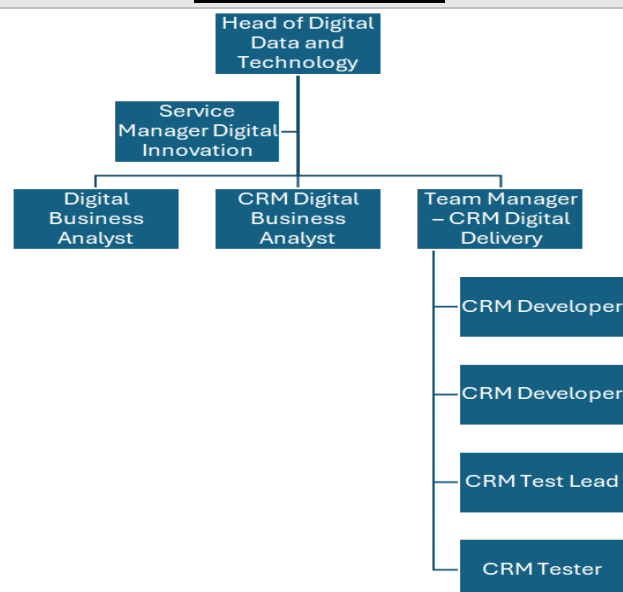 Head of Digital
Data and
Technology
Service
Manager Digital
Innovation
Digital
Business
Analyst
CRM Digital
Business
Analyst
Team Manager
– CRM Digital
Delivery
CRM Developer
CRM Developer
CRM Test Lead
CRM Tester